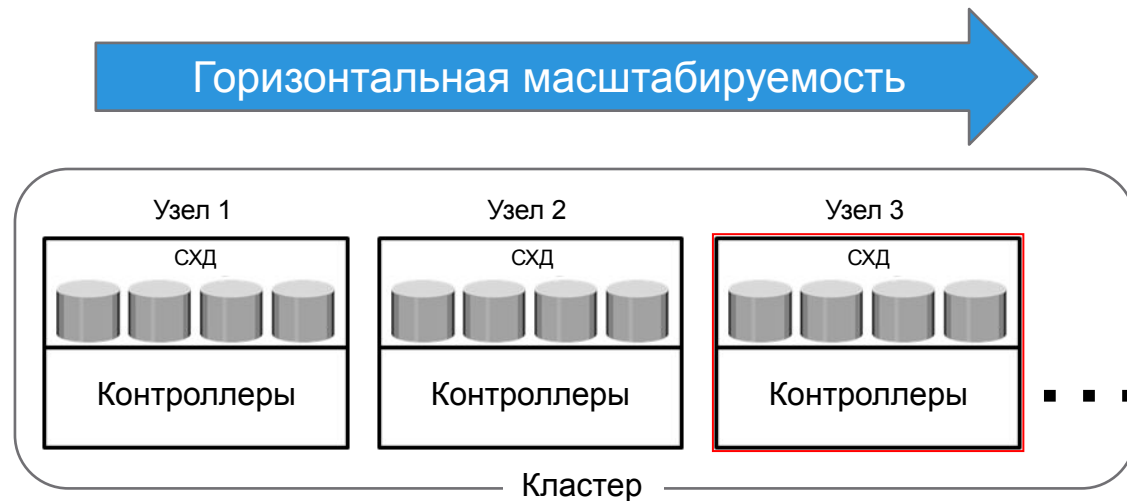 Горизонтальная масштабируемость
Узел 1
Узел 2
Узел 3
СХД
СХД
СХД
Контроллеры
Контроллеры
Контроллеры
Кластер